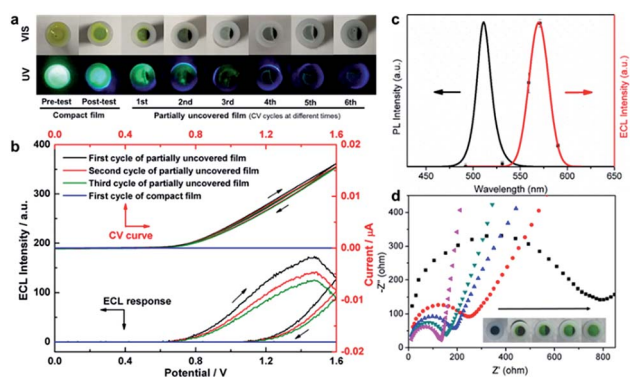 a
VIS
UV
Pre-test Post-test 1st 2nd 3rd 4th 5th 6th
Compact film Partially uncovered film (CV cycles at different times)
b
ECL Intensity / a.u.
400
300
200
100
0
First cycle of partially uncovered film
Second cycle of partially uncovered film
Third cycle of partially uncovered film
First cycle of compact film
CV curve
ECL response
0.0 0.4 0.8 1.2 1.6
0.0 0.4 0.8 1.2 1.6
Potential / V
0.02
0.01
0.00
-0.01
-0.02
Current / μA
c
PL Intensity (a.u.)
ECL Intensity (a.u.)
450 500 550 600 650
Wavelength (nm)
d
-Z" (ohm)
-400
-300
-200
-100
0
0 200 400 600 800
Z' (ohm)